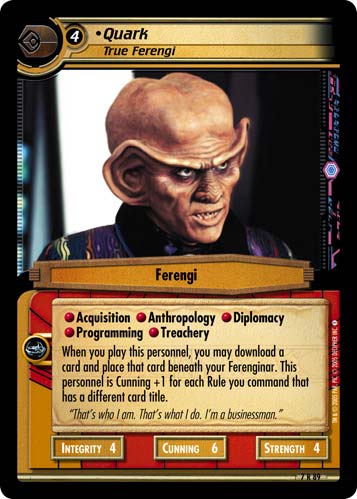 4
•Quark
True Ferengi
Ferengi
Acquisition Anthropology Diplomacy
Programming Treachery
When you play this personnel, you may download a
card and place that card beneath your Ferenginar. This
personnel is Cunning +1 for each Rule you command that
has a different card title.
"That's who I am. That's what I do. I'm a businessman."
INTEGRITY 4
CUNNING 6
STRENGTH 4
7 R 89